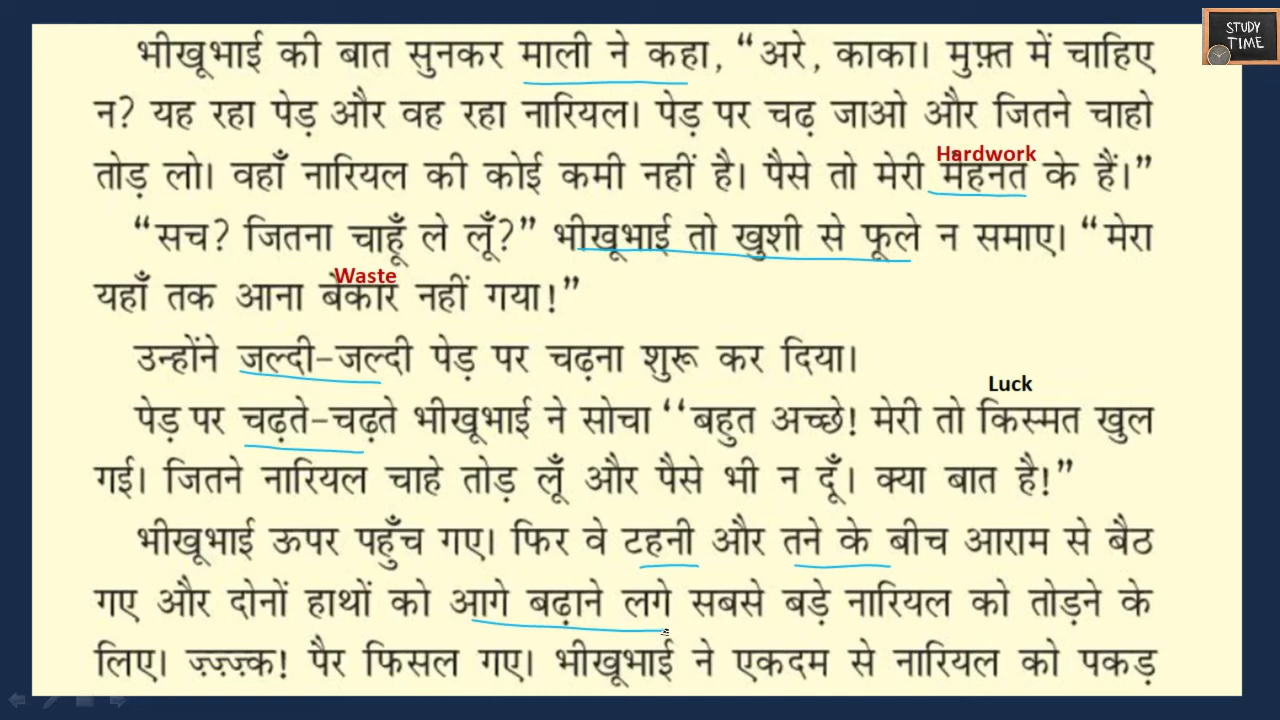 STUDY
TIME
भीखूभाई की बात सुनकर माली ने कहा, “अरे, काका। मुफ़्त में चाहिए
न? यह रहा पेड़ और वह रहा नारियल। पेड़ पर चढ़ जाओ और जितने चाहो
Hardwork
तोड़ लो। वहाँ नारियल की कोई कमी नहीं है। पैसे तो मेरी मेहनत के हैं।”
“सच? जितना चाहूँ ले लूँ?” भीखूभाई तो खुशी से फूले न समाए। “मेरा
Waste
यहाँ तक आना बेकार नहीं गया!”
उन्होंने जल्दी-जल्दी पेड़ पर चढ़ना शुरू कर दिया।
Luck
पेड़ पर चढ़ते-चढ़ते भीखूभाई ने सोचा ‘‘बहुत अच्छे! मेरी तो किस्मत खुल
गई। जितने नारियल चाहे तोड़ लूँ और पैसे भी न दूँ। क्या बात है!”
भीखूभाई ऊपर पहुँच गए। फिर वे टहनी और तने के बीच आराम से बैठ
गए और दोनों हाथों को आगे बढ़ाने लगे सबसे बड़े नारियल को तोड़ने के
लिए। ज़्ज़्ज़्क! पैर फिसल गए। भीखूभाई ने एकदम से नारियल को पकड़